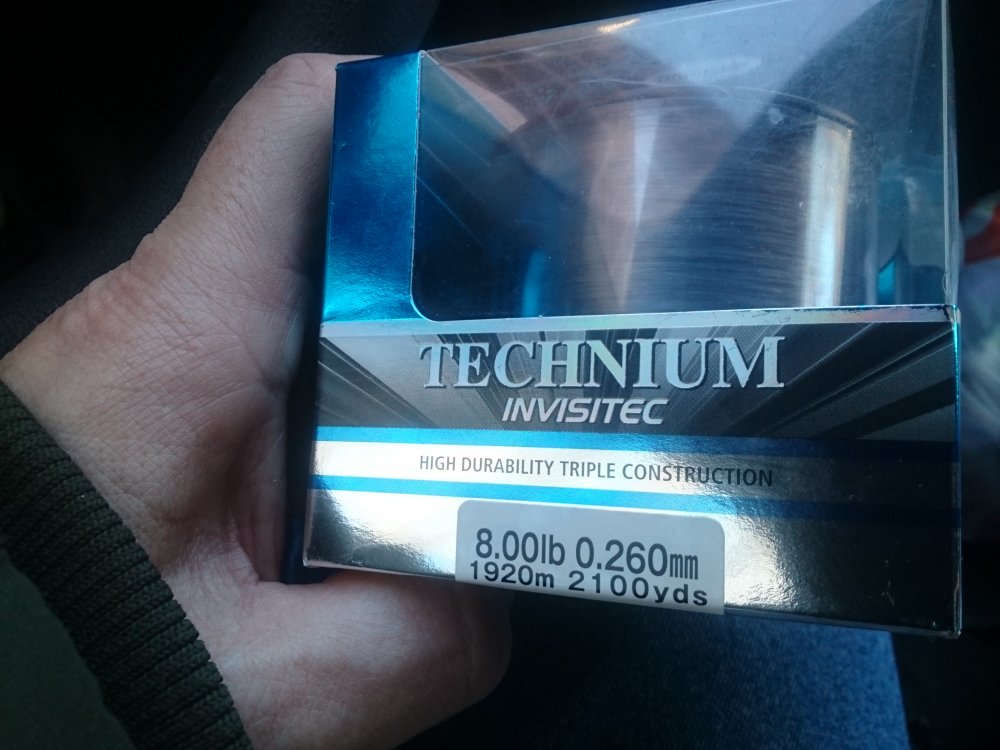 TECHNIUM
INVISITEC
HIGH DURABILITY TRIPLE CONSTRUCTION
8.00lb 0.260mm
1920m 2100yds